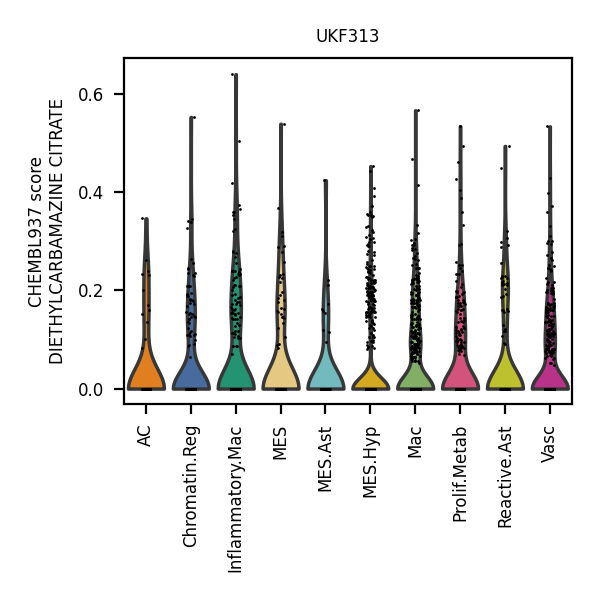 UKF313
CHEMBL937 score
DIETHYLCARBAMAZINE CITRATE
0.6
0.4
0.2
0.0
AC
Chromatin.Reg
Inflammatory.Mac
MES
MES.Ast
MES.Hyp
Mac
Prolif.Metab
Reactive.Ast
Vasc